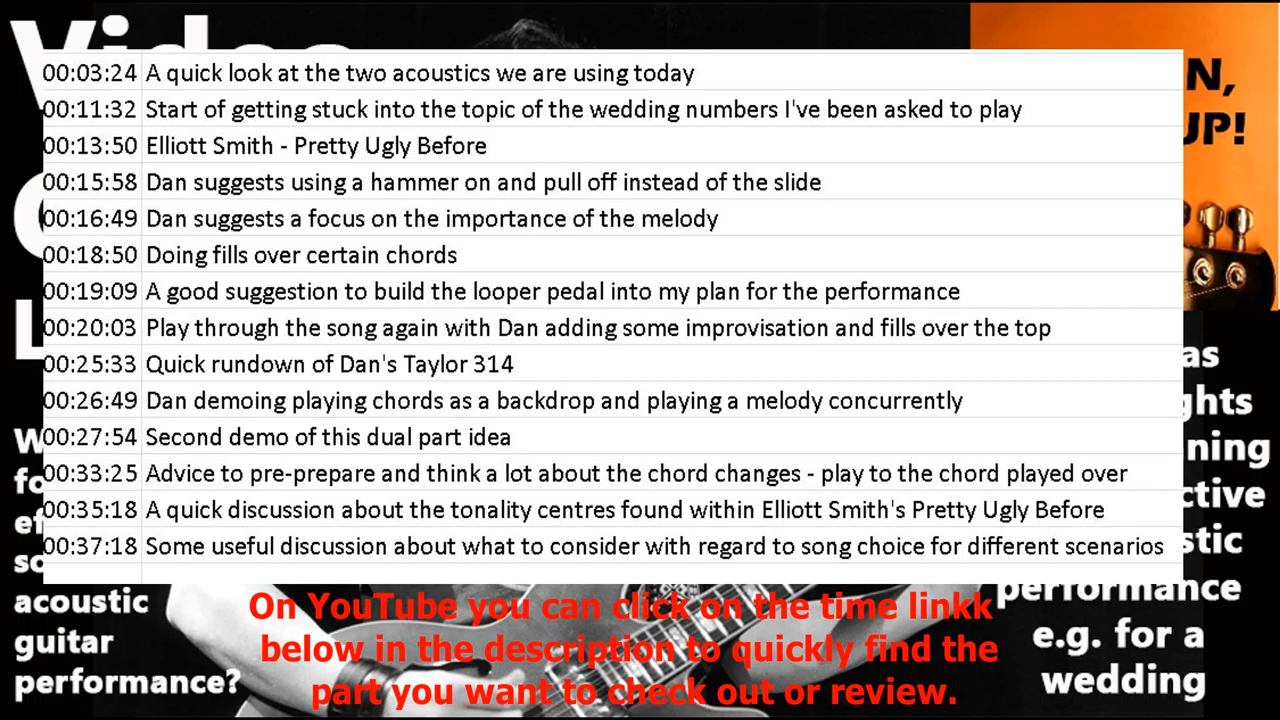 Video
N,
UP!
00:03:24 A quick look at the two acoustics we are using today
00:11:32 Start of getting stuck into the topic of the wedding numbers I've been asked to play
00:13:50 Elliott Smith - Pretty Ugly Before
00:15:58 Dan suggests using a hammer on and pull off instead of the slide
00:16:49 Dan suggests a focus on the importance of the melody
00:18:50 Doing fills over certain chords
00:19:09 A good suggestion to build the looper pedal into my plan for the performance
00:20:03 Play through the song again with Dan adding some improvisation and fills over the top
00:25:33 Quick rundown of Dan's Taylor 314
00:26:49 Dan demoing playing chords as a backdrop and playing a melody concurrently
00:27:54 Second demo of this dual part idea
00:33:25 Advice to pre-prepare and think a lot about the chord changes - play to the chord played over
00:35:18 A quick discussion about the tonality centres found within Elliott Smith's Pretty Ugly Before
00:37:18 Some useful discussion about what to consider with regard to song choice for different scenarios
acoustic
guitar
performance?
as
ghts
ning
ctive
stic
performance
e.g. for a
wedding
On YouTube you can click on the time linkk
below in the description to quickly find the
part you want to check out or review.